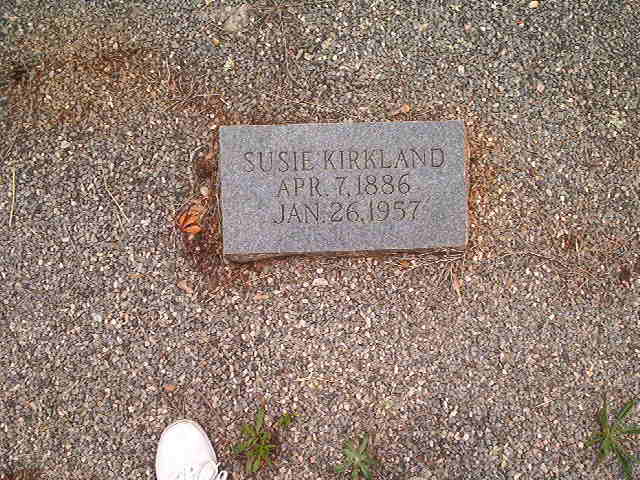 SUSIE KIRKLAND
APR. 7, 1886
JAN. 26, 1957